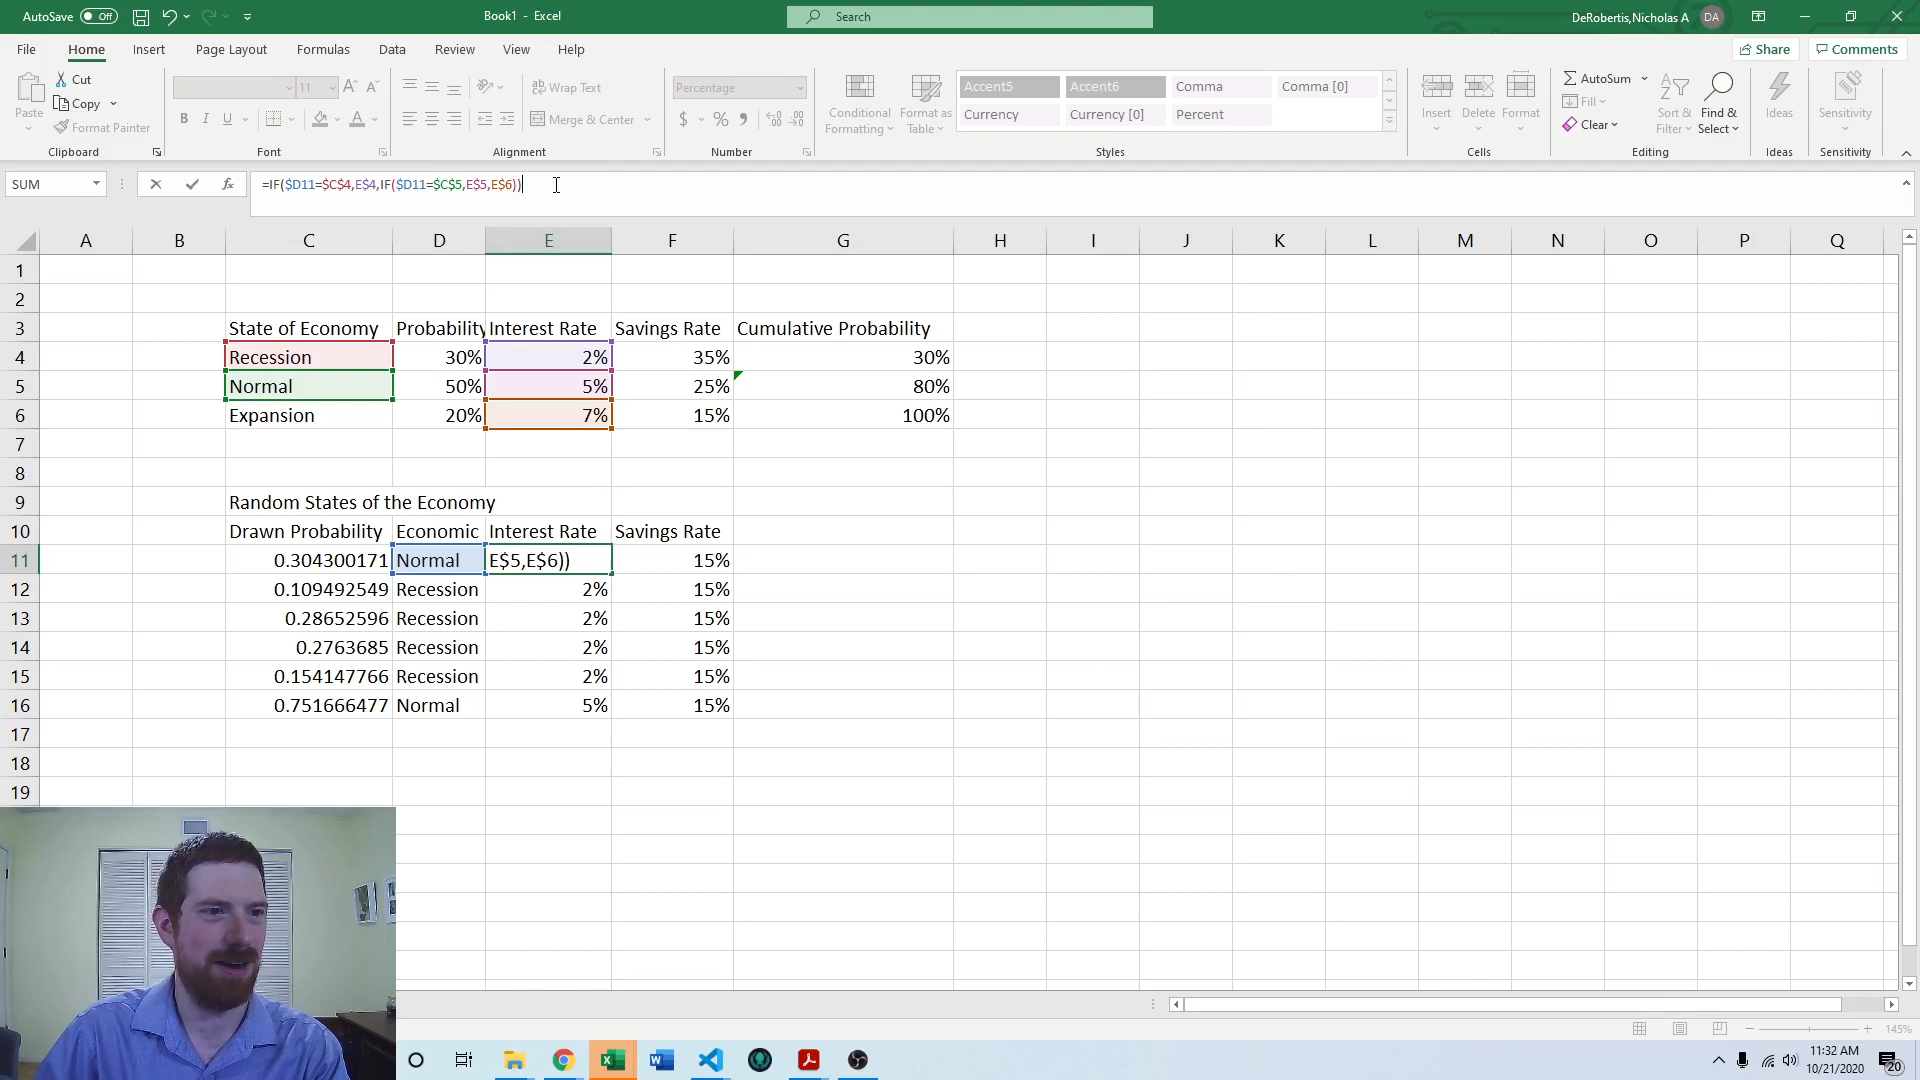 AutoSave Off Book1 - Excel Search DeRobertis,Nicholas A DA
File Home Insert Page Layout Formulas Data Review View Help Share Comments
Paste Cut Copy Format Painter
11
Wrap Text Merge & Center
Percentage
Conditional Formatting Format as Table
Accent5 Accent6 Comma Comma [0]
Currency Currency [0] Percent
Insert Delete Format
AutoSum Fill Clear Sort & Filter Find & Select
Ideas Sensitivity
Clipboard Font Alignment Number Styles Cells Editing Ideas Sensitivity
SUM =IF($D11=$C$4,E$4,IF($D11=$C$5,E$5,E$6))
A B C D E F G H I J K L M N O P Q
1
2
3 State of Economy Probability Interest Rate Savings Rate Cumulative Probability
4 Recession 30% 2% 35% 30%
5 Normal 50% 5% 25% 80%
6 Expansion 20% 7% 15% 100%
7
8
9 Random States of the Economy
10 Drawn Probability Economic Interest Rate Savings Rate
11 0.304300171 Normal E$5,E$6)) 15%
12 0.109492549 Recession 2% 15%
13 0.28652596 Recession 2% 15%
14 0.2763685 Recession 2% 15%
15 0.154147766 Recession 2% 15%
16 0.751666477 Normal 5% 15%
17
18
19
145%
11:32 AM
10/21/2020
20